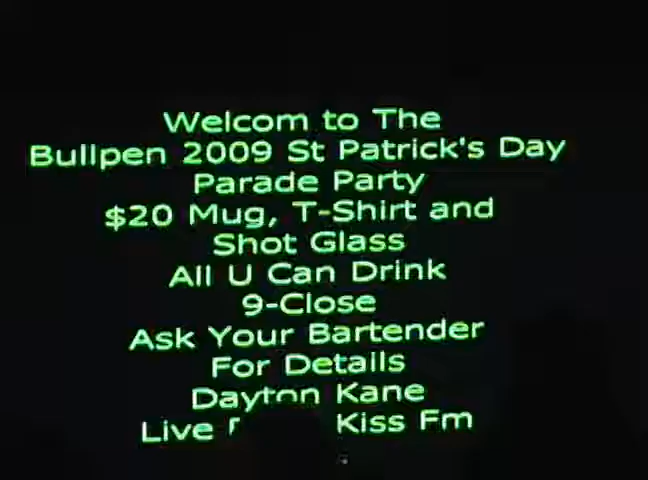 Welcom to The
Bullpen 2009 St Patrick's Day
Parade Party
$20 Mug, T-Shirt and
Shot Glass
All U Can Drink
9-Close
Ask Your Bartender
For Details
Dayton Kane
Live Kiss Fm